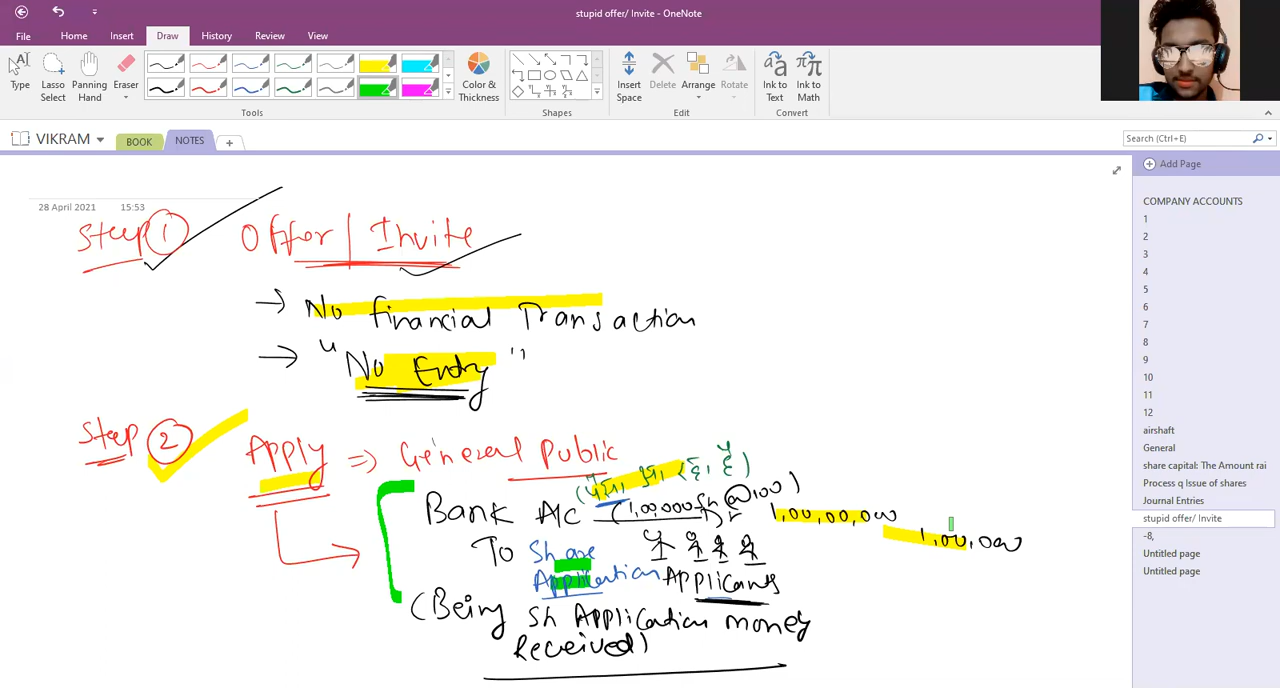 stupid offer/ Invite - OneNote
File Home Insert Draw History Review View
Type Lasso Select Panning Hand Eraser Color & Thickness Insert Space Delete Arrange Rotate Ink to Text Ink to Math
Tools Shapes Edit Convert
VIKRAM BOOK NOTES Search (Ctrl+E)
Add Page
28 April 2021 15:53
COMPANY ACCOUNTS
1
2
3
4
5
6
7
8
9
10
11
12
airshaft
General
share capital: The Amount rai
Process q Issue of shares
Journal Entries
stupid offer/ Invite
-8,
Untitled page
Untitled page
Steep 1 Offer | Invite
→ No financial Transaction
→ "No Entry"
Step 2 Apply ⇒ General Public
Bank A/c (1,00,000 Sh @ 100) Dr 1,00,00,000
To Share Application 1,00,000
Applicants
(Being Sh Application money
Received)